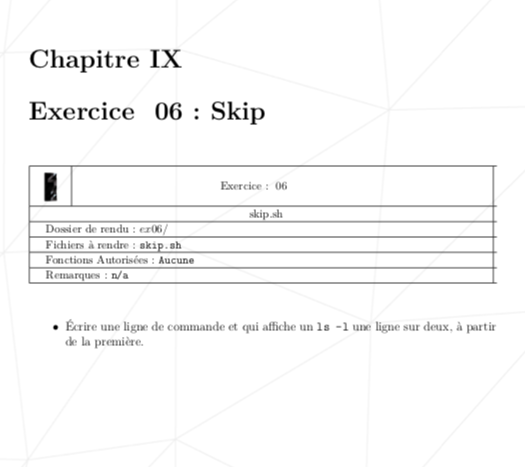 Chapitre IX
Exercice 06 : Skip
Exercice : 06
skip.sh
Dossier de rendu : ex06/
Fichiers à rendre : skip.sh
Fonctions Autorisées : Aucune
Remarques : n/a
• Écrire une ligne de commande et qui affiche un ls -l une ligne sur deux, à partir
de la première.